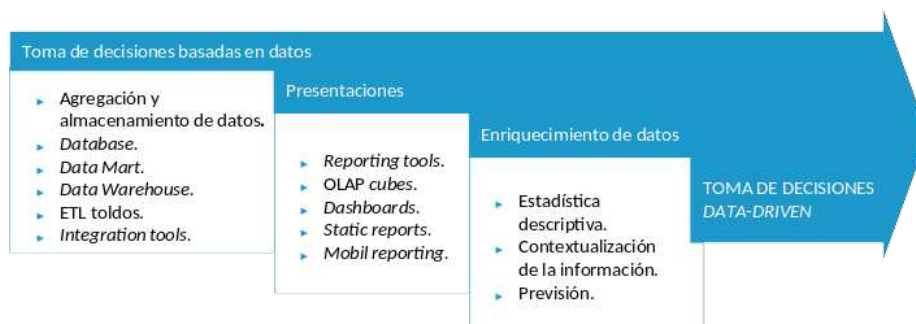 Toma de decisiones basadas en datos
Agregación y
almacenamiento de datos.
Database.
Data Mart.
Data Warehouse.
ETL toldos.
Integration tools.
Presentaciones
Reporting tools.
OLAP cubes.
Dashboards.
Static reports.
Mobil reporting.
Enriquecimiento de datos
Estadística
descriptiva.
Contextualización
de la información.
Previsión.
TOMA DE DECISIONES
DATA-DRIVEN